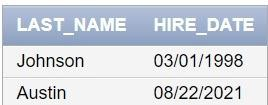 LAST_NAME HIRE_DATE
Johnson 03/01/1998
Austin 08/22/2021